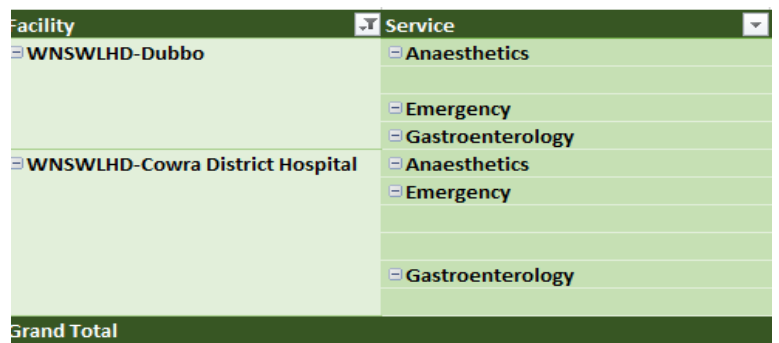 Facility Service
WNSWLHD-Dubbo Anaesthetics
Emergency
Gastroenterology
WNSWLHD-Cowra District Hospital Anaesthetics
Emergency
Gastroenterology
Grand Total